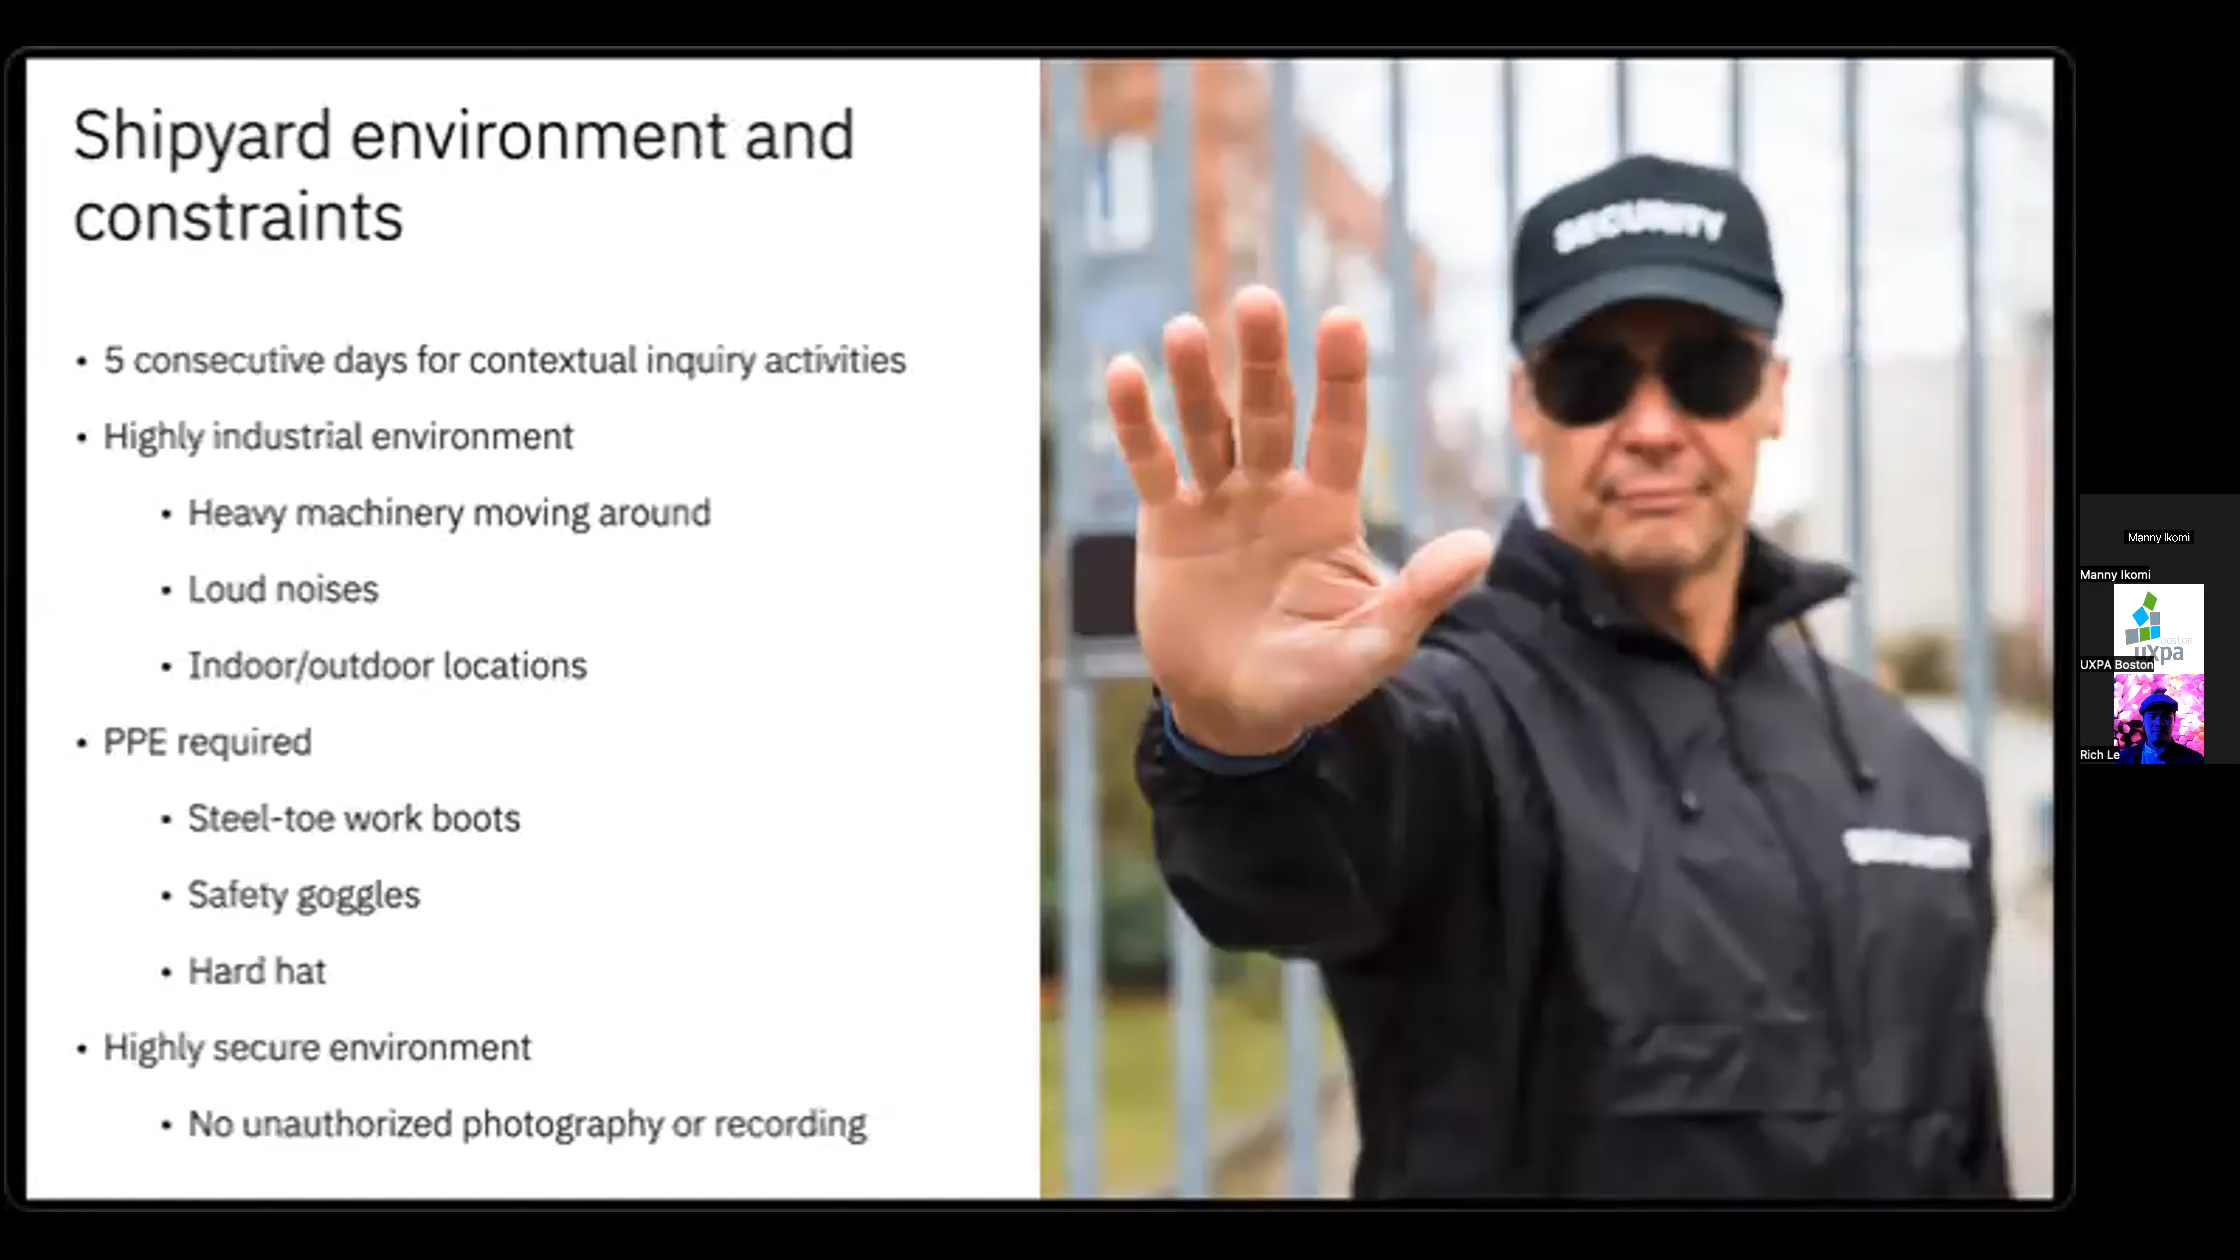 Shipyard environment and
constraints
• 5 consecutive days for contextual inquiry activities
• Highly industrial environment
• Heavy machinery moving around
• Loud noises
• Indoor/outdoor locations
• PPE required
• Steel-toe work boots
• Safety goggles
• Hard hat
• Highly secure environment
• No unauthorized photography or recording
SECURITY
SECURITY
Manny Ikomi
Manny Ikomi
boston
uxpa
UXPA Boston
Rich Le